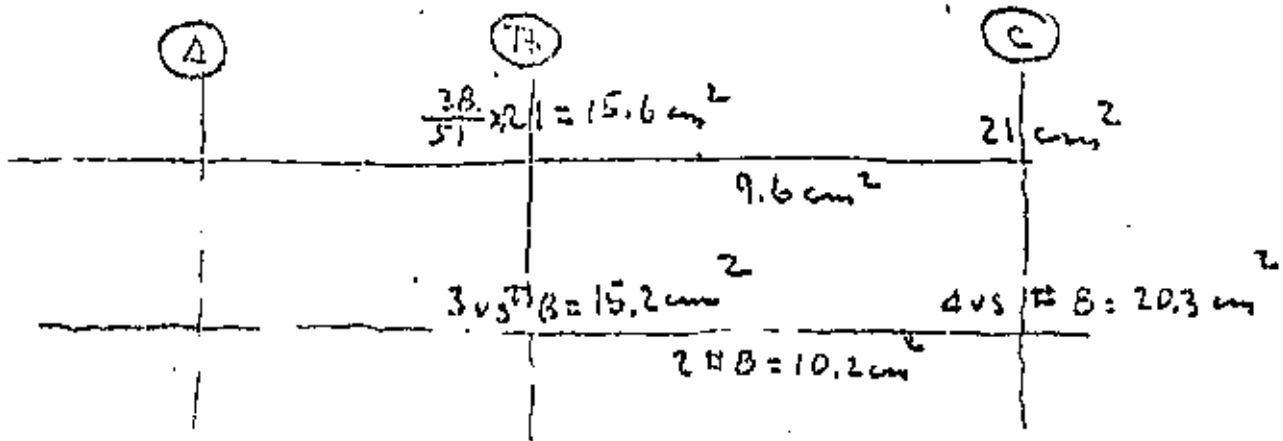 A B C
38/51 x 21 = 15.6 cm² 21 cm²
9.6 cm²
3 vs # 8 = 15.2 cm² 4 vs # 8 = 20.3 cm²
2 # 8 = 10.2 cm²